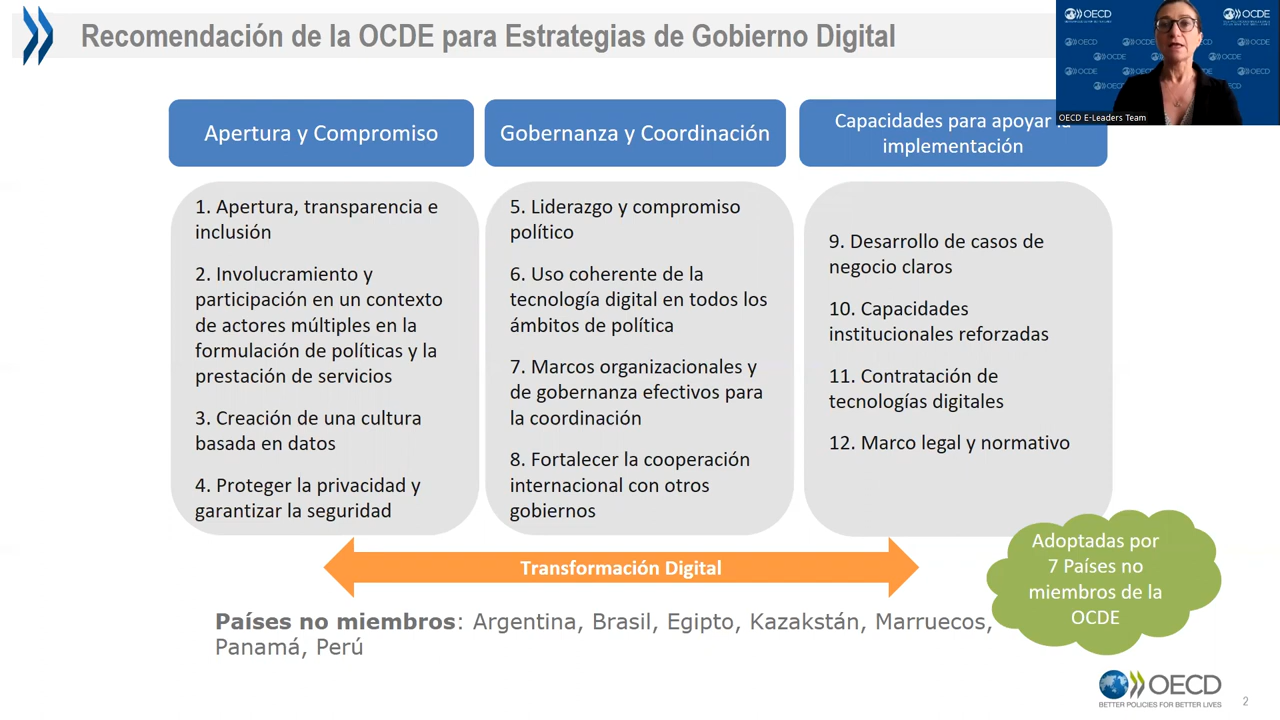 Recomendación de la OCDE para Estrategias de Gobierno Digital
OECD
OCDE
OECD E-Leaders Team
Apertura y Compromiso
1. Apertura, transparencia e
inclusión
2. Involucramiento y
participación en un contexto
de actores múltiples en la
formulación de políticas y la
prestación de servicios
3. Creación de una cultura
basada en datos
4. Proteger la privacidad y
garantizar la seguridad
Gobernanza y Coordinación
5. Liderazgo y compromiso
político
6. Uso coherente de la
tecnología digital en todos los
ámbitos de política
7. Marcos organizacionales y
de gobernanza efectivos para
la coordinación
8. Fortalecer la cooperación
internacional con otros
gobiernos
Capacidades para apoyar la
implementación
9. Desarrollo de casos de
negocio claros
10. Capacidades
institucionales reforzadas
11. Contratación de
tecnologías digitales
12. Marco legal y normativo
Transformación Digital
Adoptadas por
7 Países no
miembros de la
OCDE
Países no miembros: Argentina, Brasil, Egipto, Kazakstán, Marruecos,
Panamá, Perú
OECD
BETTER POLICIES FOR BETTER LIVES
2